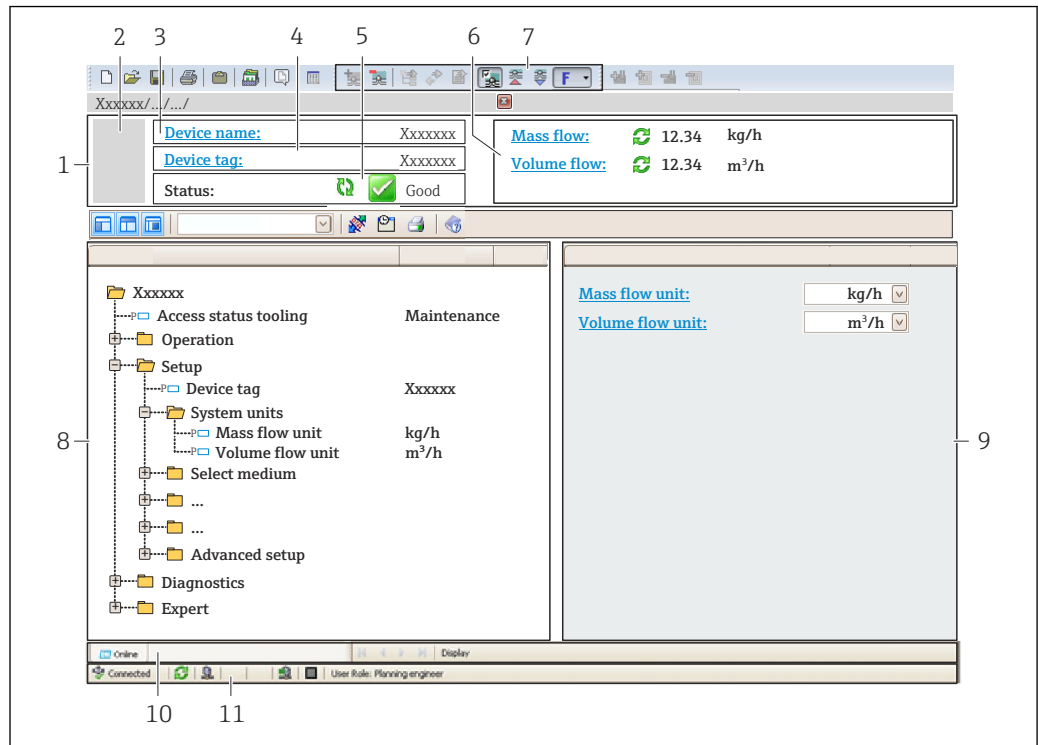 2 3 4 5 6 7
F
Xxxxxx/.../.../
1
Device name: Xxxxxxx
Device tag: Xxxxxxx
Status: Good
Mass flow: 12.34 kg/h
Volume flow: 12.34 m³/h
Xxxxxx
P Access status tooling Maintenance
Operation
Setup
P Device tag Xxxxxx
System units
P Mass flow unit kg/h
P Volume flow unit m³/h
Select medium
...
...
Advanced setup
Diagnostics
Expert
8
Mass flow unit: kg/h
Volume flow unit: m³/h
9
Online Display
Connected User Role: Planning engineer
10 11